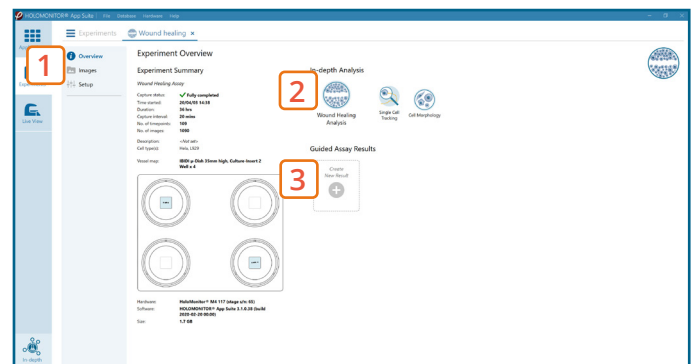 HOLOMONITOR® App Suite | File Database Hardware Help
Experiments Wound healing ×
1
Live View
In-depth
Overview
Images
Setup
Experiment Overview
Experiment Summary
Wound Healing Assay
Capture status: Fully completed
Time started: 20/04/03 14:38
Duration: 36 hrs
Capture interval: 20 mins
No. of timepoints: 109
No. of images: 1090
Description: <Not set>
Cell type(s): Hela, L929
Vessel map: IBIDI µ-Dish 35mm high, Culture-Insert 2
Well x 4
Hardware: HoloMonitor® M4 117 (stage s/n: 65)
Software: HOLOMONITOR® App Suite 3.1.0.38 (build
2020-02-20 00:00)
Size: 1.7 GB
In-depth Analysis
2
Wound Healing
Analysis
Single Cell
Tracking
Cell Morphology
Guided Assay Results
3
Create
New Result